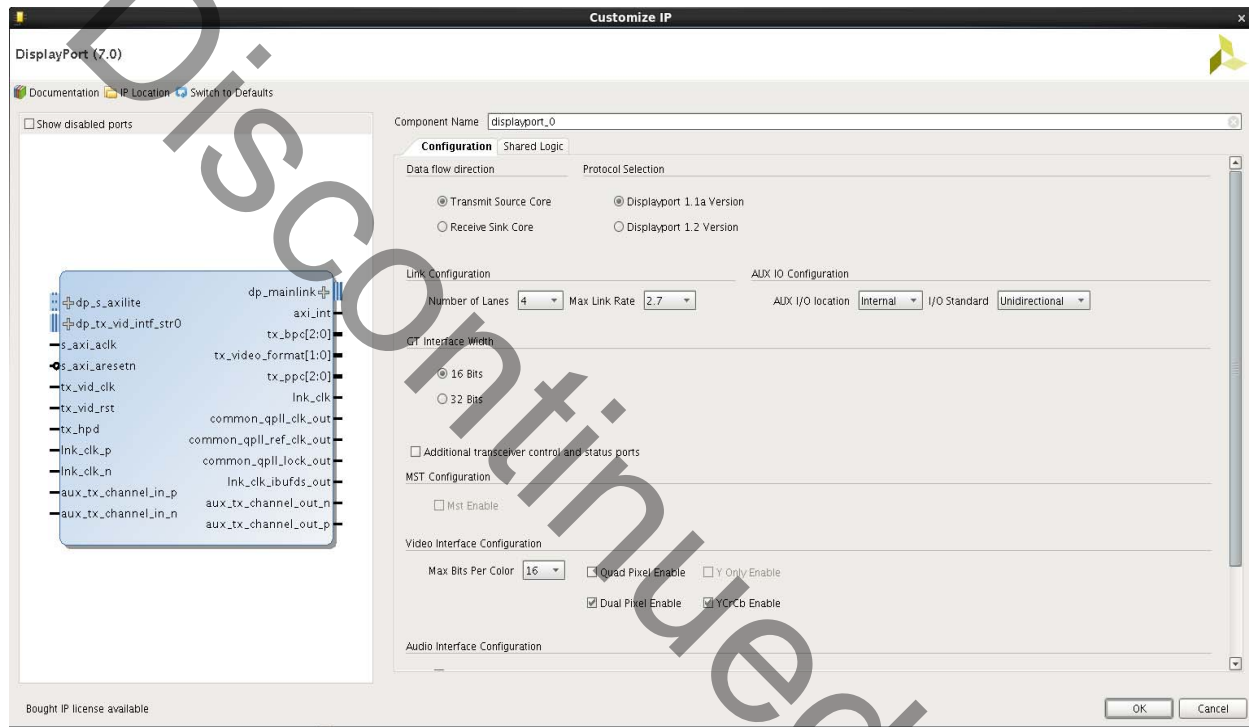 Customize IP
x
DisplayPort (7.0)
Documentation IP Location Switch to Defaults
Show disabled ports
dp_s_axilite
dp_tx_vid_intf_str0
s_axi_aclk
s_axi_aresetn
tx_vid_clk
tx_vid_rst
tx_hpd
lnk_clk_p
lnk_clk_n
aux_tx_channel_in_p
aux_tx_channel_in_n
dp_mainlink
axi_int
tx_bpc[2:0]
tx_video_format[1:0]
tx_ppc[2:0]
lnk_clk
common_qpll_clk_out
common_qpll_ref_clk_out
common_qpll_lock_out
lnk_clk_ibufds_out
aux_tx_channel_out_n
aux_tx_channel_out_p
Component Name displayport_0
Configuration Shared Logic
Data flow direction Protocol Selection
Transmit Source Core Displayport 1.1a Version
Receive Sink Core Displayport 1.2 Version
Link Configuration AUX IO Configuration
Number of Lanes 4 Max Link Rate 2.7 AUX I/O location Internal I/O Standard Unidirectional
GT Interface Width
16 Bits
32 Bits
Additional transceiver control and status ports
MST Configuration
Mst Enable
Video Interface Configuration
Max Bits Per Color 16 Quad Pixel Enable Y Only Enable
Dual Pixel Enable YCrCb Enable
Audio Interface Configuration
Bought IP license available
OK Cancel
Discontinued